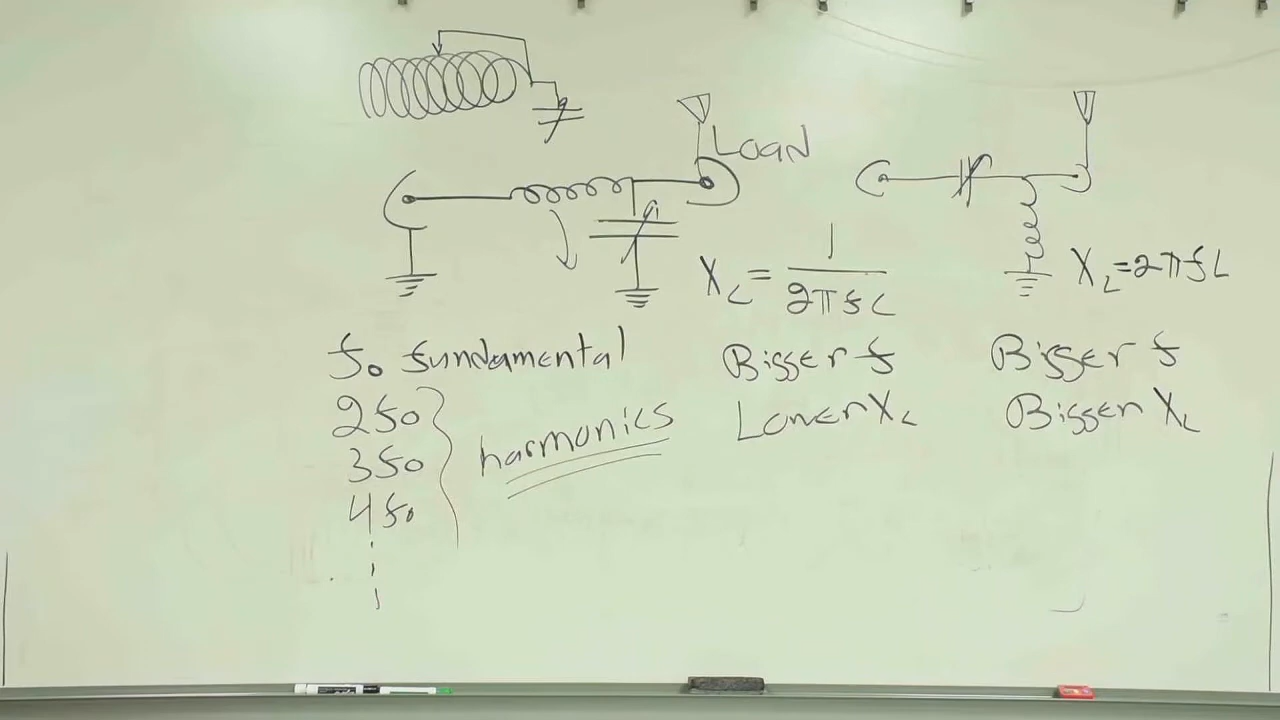 LOAD
X_C = 1 / 2πfC
X_L = 2πfL
f₀ fundamental
2f₀
3f₀
4f₀
harmonics
Bigger f
Lower X_C
Bigger f
Bigger X_L